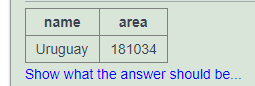 name area
Uruguay 181034
Show what the answer should be...